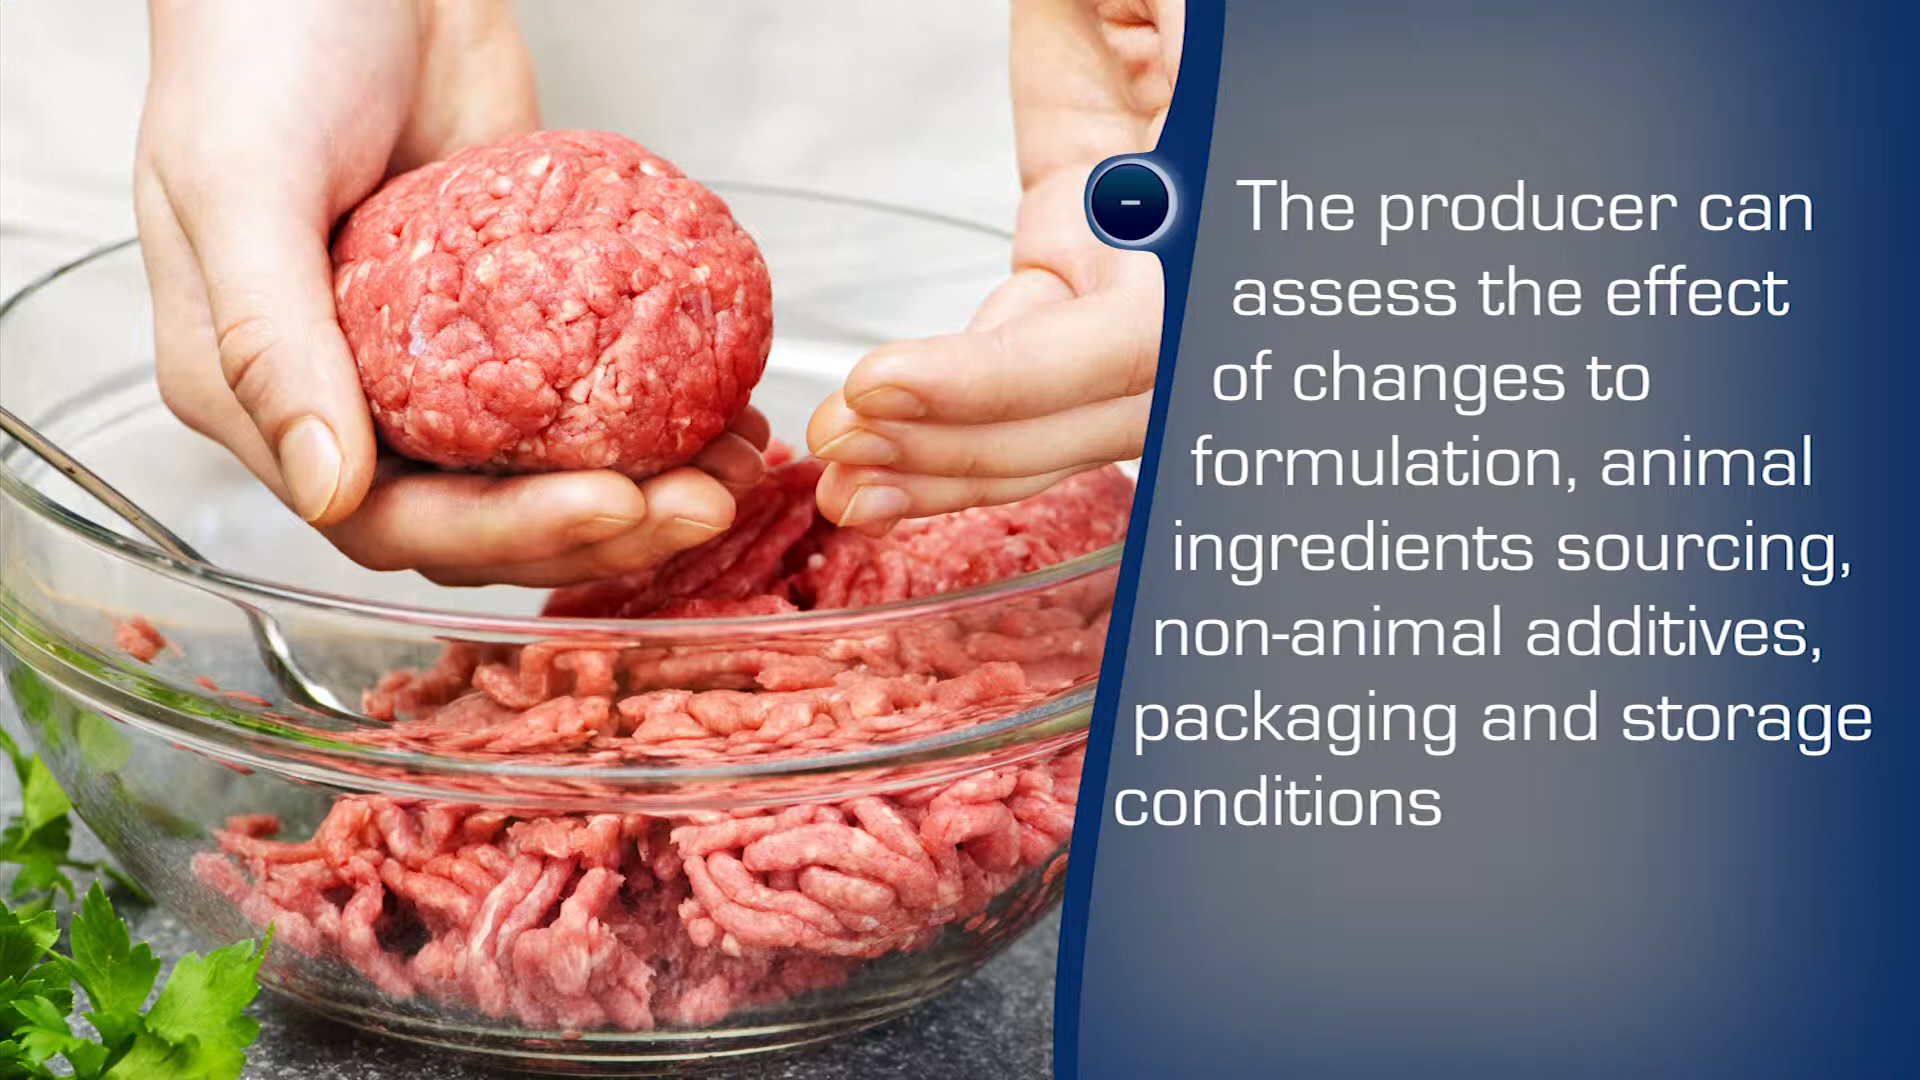 - The producer can
assess the effect
of changes to
formulation, animal
ingredients sourcing,
non-animal additives,
packaging and storage
conditions